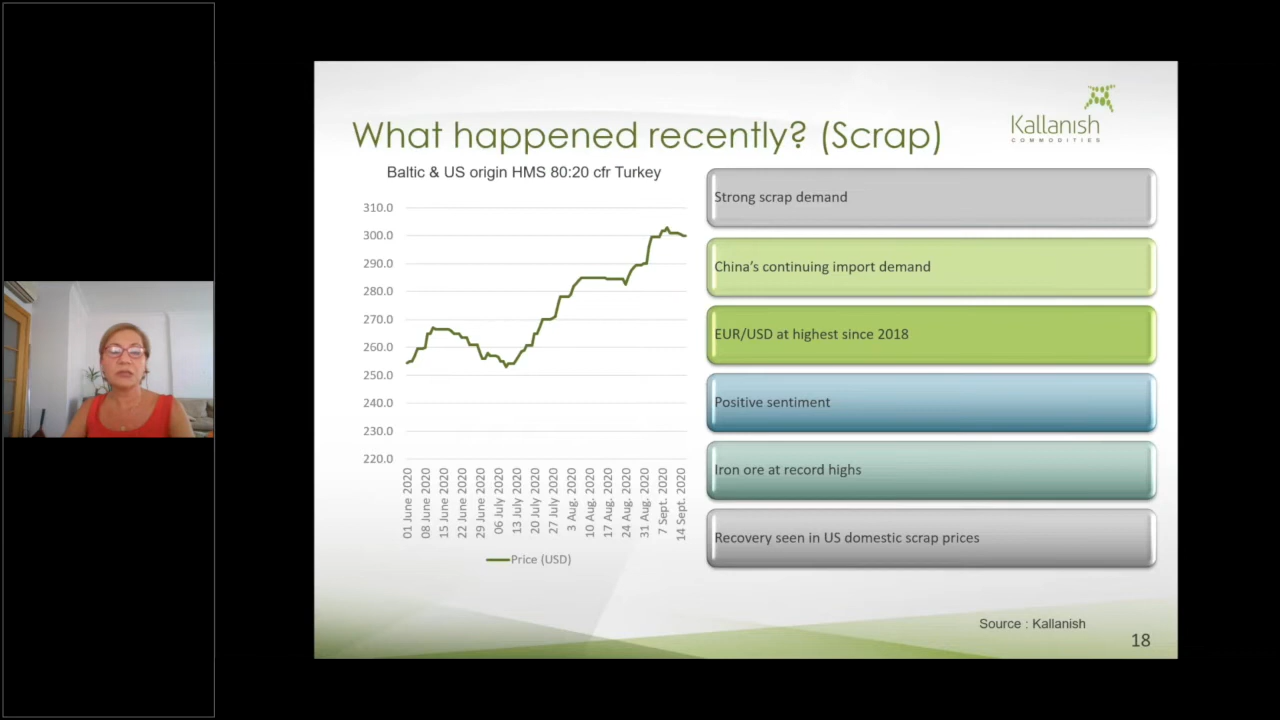 What happened recently? (Scrap)
Kallanish
COMMODITIES
Baltic & US origin HMS 80:20 cfr Turkey
310.0
300.0
290.0
280.0
270.0
260.0
250.0
240.0
230.0
220.0
01 June 2020
08 June 2020
15 June 2020
22 June 2020
29 June 2020
06 July 2020
13 July 2020
20 July 2020
27 July 2020
3 Aug. 2020
10 Aug. 2020
17 Aug. 2020
24 Aug. 2020
31 Aug. 2020
7 Sept. 2020
14 Sept. 2020
Price (USD)
Strong scrap demand
China’s continuing import demand
EUR/USD at highest since 2018
Positive sentiment
Iron ore at record highs
Recovery seen in US domestic scrap prices
Source : Kallanish
18